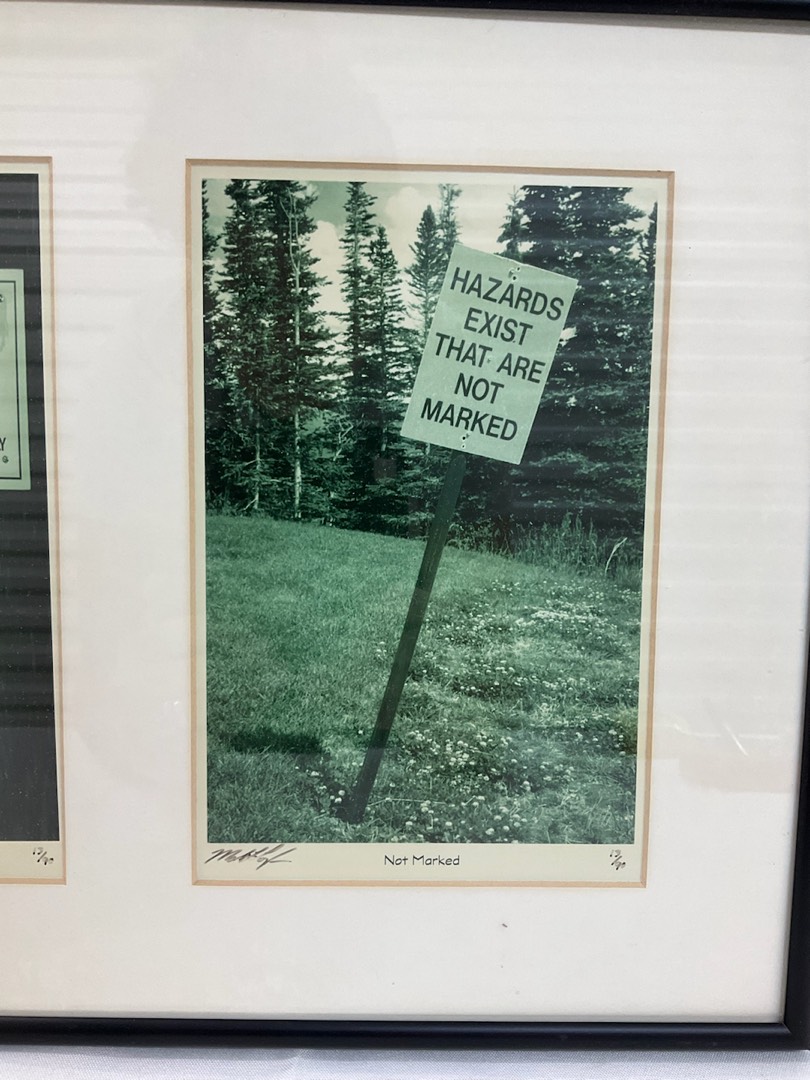 HAZARDS
EXIST
THAT ARE
NOT
MARKED
Y
Not Marked